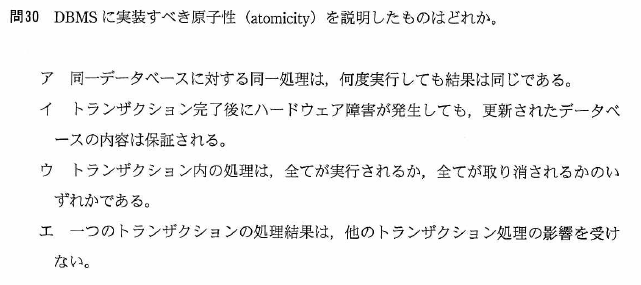 問30 DBMSに実装すべき原子性（atomicity）を説明したものはどれか。
ア 同一データベースに対する同一処理は，何度実行しても結果は同じである。
イ トランザクション完了後にハードウェア障害が発生しても，更新されたデータベ
ースの内容は保証される。
ウ トランザクション内の処理は，全てが実行されるか，全てが取り消されるかのい
ずれかである。
エ 一つのトランザクションの処理結果は，他のトランザクション処理の影響を受け
ない。